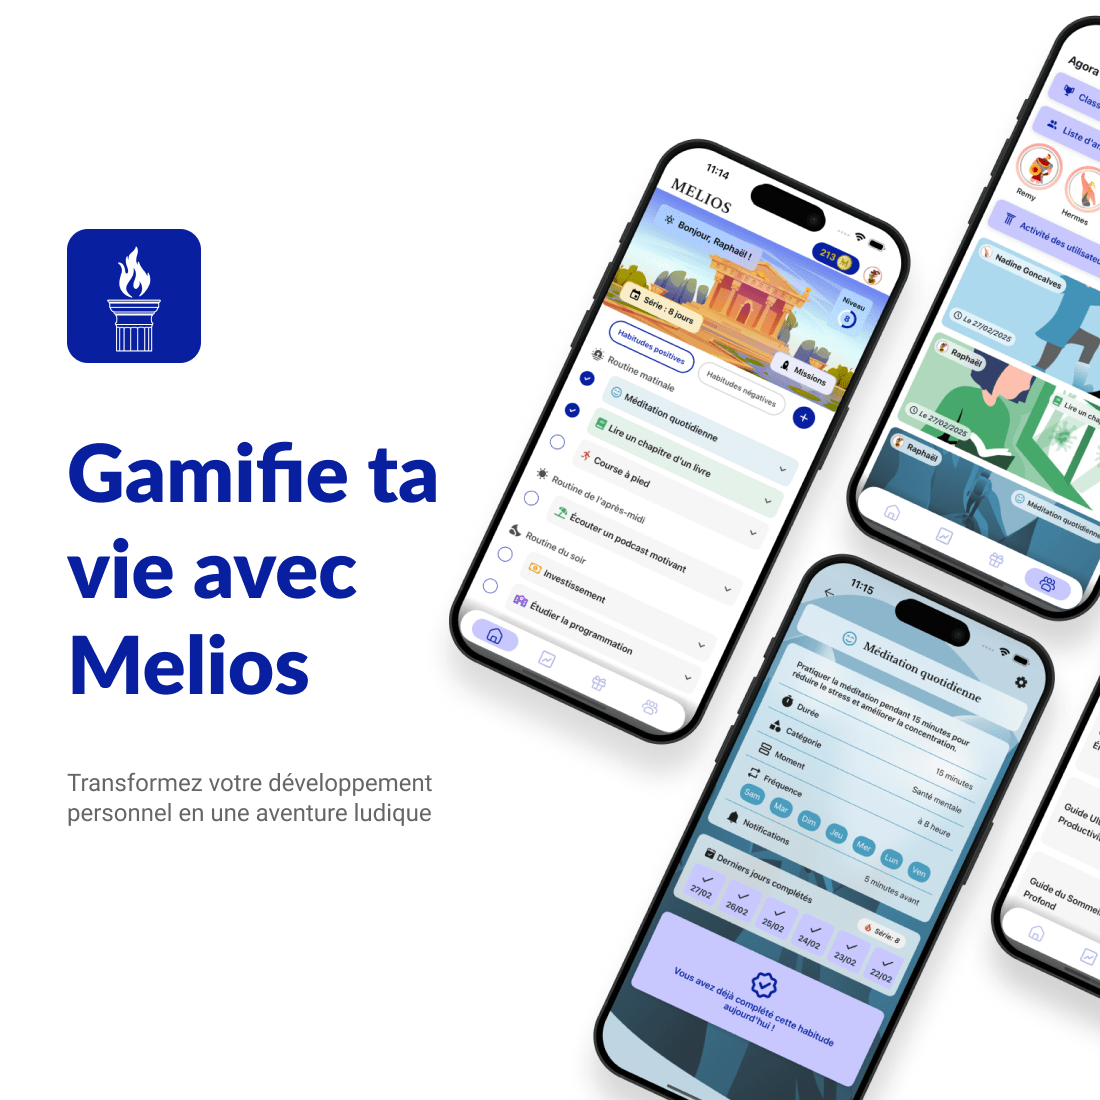 Gamifie ta
vie avec
Melios
Transformez votre développement
personnel en une aventure ludique
11:14
MELIOS
213
Bonjour, Raphaël !
Série : 8 jours
Niveau
8
Missions
Habitudes positives
Habitudes négatives
Routine matinale
Méditation quotidienne
Lire un chapitre d'un livre
Course à pied
Routine de l'après-midi
Écouter un podcast motivant
Routine du soir
Investissement
Étudier la programmation
Agora
Class
Liste d'am
Remy
Hermes
Activité des utilisateu
Nadine Goncalves
Le 27/02/2025
Raphaël
Lire un cha
Le 27/02/2025
Raphaël
Méditation quotidienne
11:15
Méditation quotidienne
Pratiquer la méditation pendant 15 minutes pour
réduire le stress et améliorer la concentration.
Durée
15 minutes
Catégorie
Santé mentale
Moment
à 8 heure
Fréquence
Sam
Mar
Dim
Jeu
Mer
Lun
Ven
Notifications
5 minutes avant
Derniers jours complétés
Série: 8
27/02
26/02
25/02
24/02
23/02
22/02
Vous avez déjà complété cette habitude
aujourd'hui !
Guide Ul
Productivi
Guide du Sommei
Profond